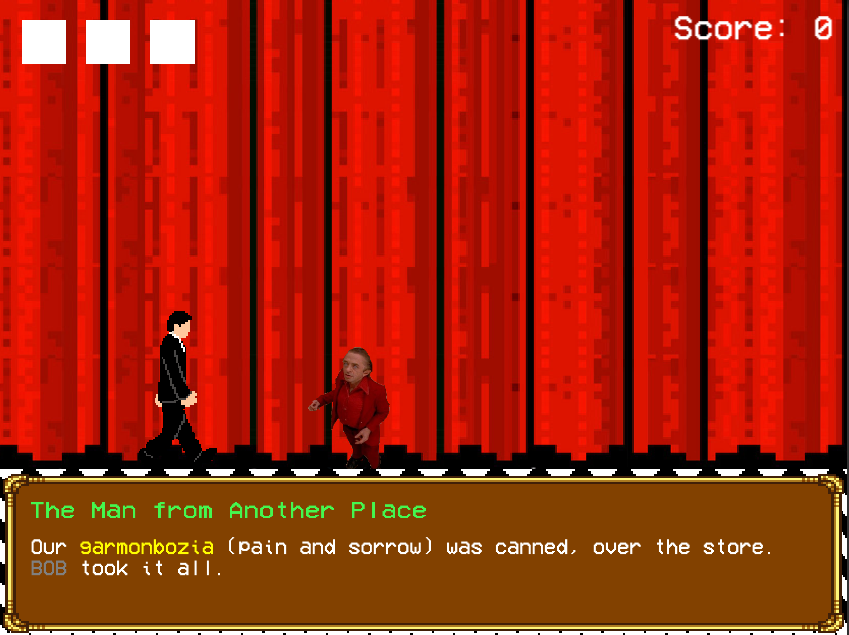 Score: 0
The Man from Another Place
Our garmonbozia (pain and sorrow) was canned, over the store.
BOB took it all.